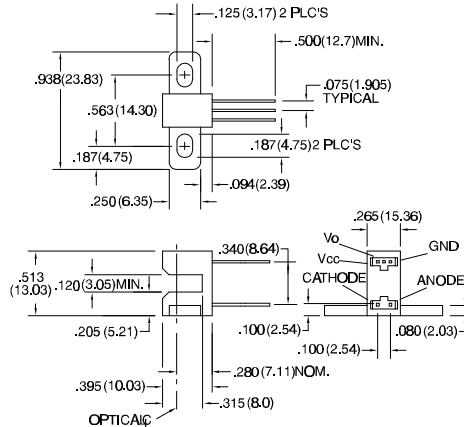 .125(3.17) 2 PLC'S
.500(12.7)MIN.
.938(23.83)
.075(1.905)
TYPICAL
.563(14.30)
.187(4.75)
.187(4.75)2 PLC'S
.094(2.39)
.250(6.35)
.265(15.36)
.340(8.64)
Vo
GND
Vcc
.513
(13.03)
.120(3.05)MIN.
CATHODE
ANODE
.205(5.21)
.100(2.54)
.080(2.03)
.100(2.54)
.280(7.11)NOM.
.395(10.03)
.315(8.0)
OPTICAL